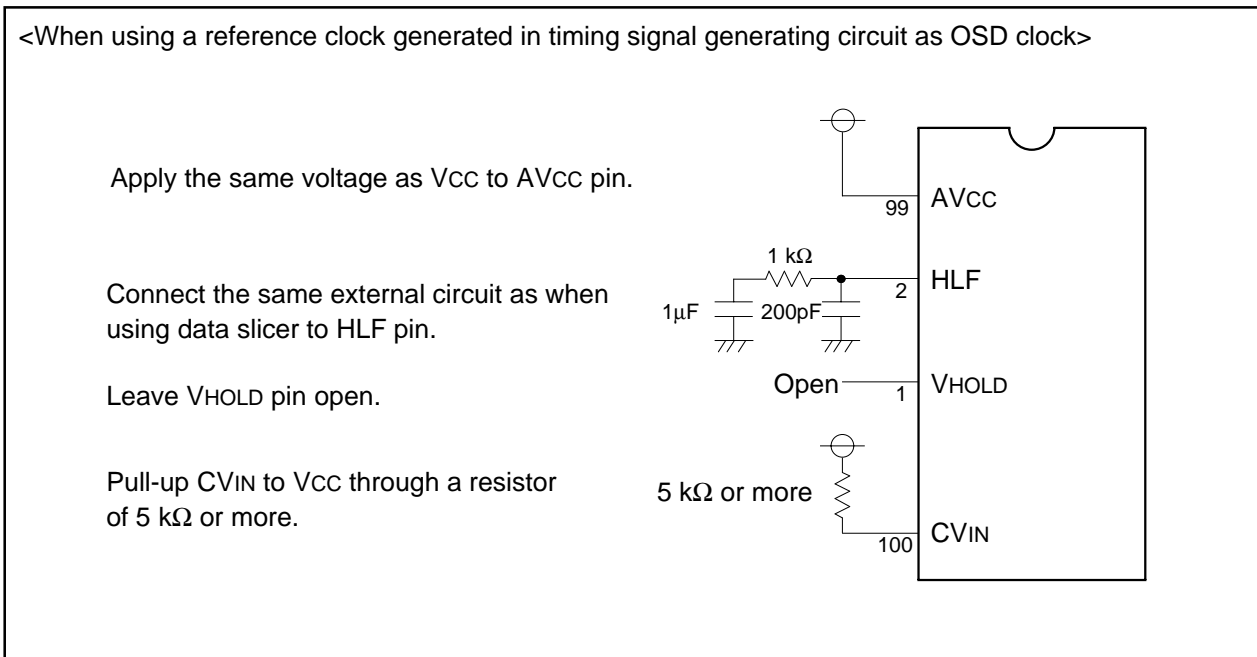 <When using a reference clock generated in timing signal generating circuit as OSD clock>
Apply the same voltage as VCC to AVCC pin.
99
AVCC
Connect the same external circuit as when
using data slicer to HLF pin.
1 kΩ
1μF
200pF
2
HLF
Leave VHOLD pin open.
Open
1
VHOLD
Pull-up CVIN to VCC through a resistor
of 5 kΩ or more.
5 kΩ or more
100
CVIN